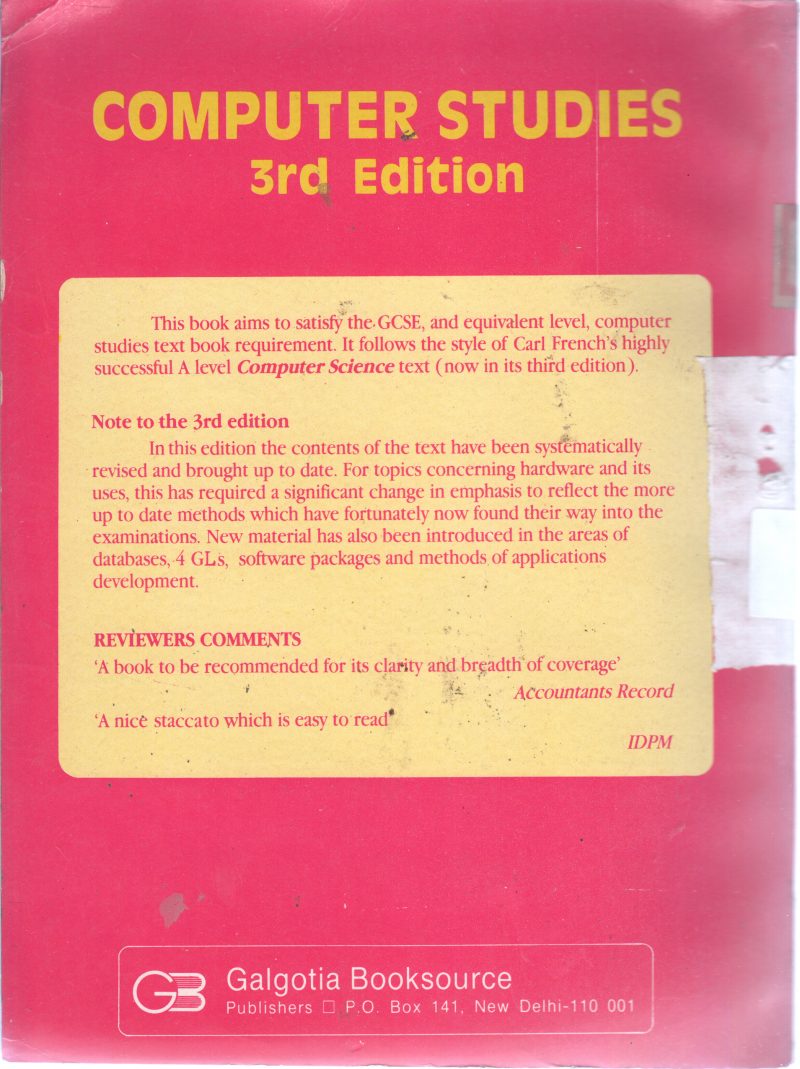 COMPUTER STUDIES
3rd Edition
This book aims to satisfy the GCSE, and equivalent level, computer
studies text book requirement. It follows the style of Carl French's highly
successful A level Computer Science text (now in its third edition).
Note to the 3rd edition
In this edition the contents of the text have been systematically
revised and brought up to date. For topics concerning hardware and its
uses, this has required a significant change in emphasis to reflect the more
up to date methods which have fortunately now found their way into the
examinations. New material has also been introduced in the areas of
databases, 4 GLs, software packages and methods of applications
development.
REVIEWERS COMMENTS
'A book to be recommended for its clarity and breadth of coverage'
Accountants Record
'A nice staccato which is easy to read'
IDPM
GB
Galgotia Booksource
Publishers □ P.O. Box 141, New Delhi-110 001